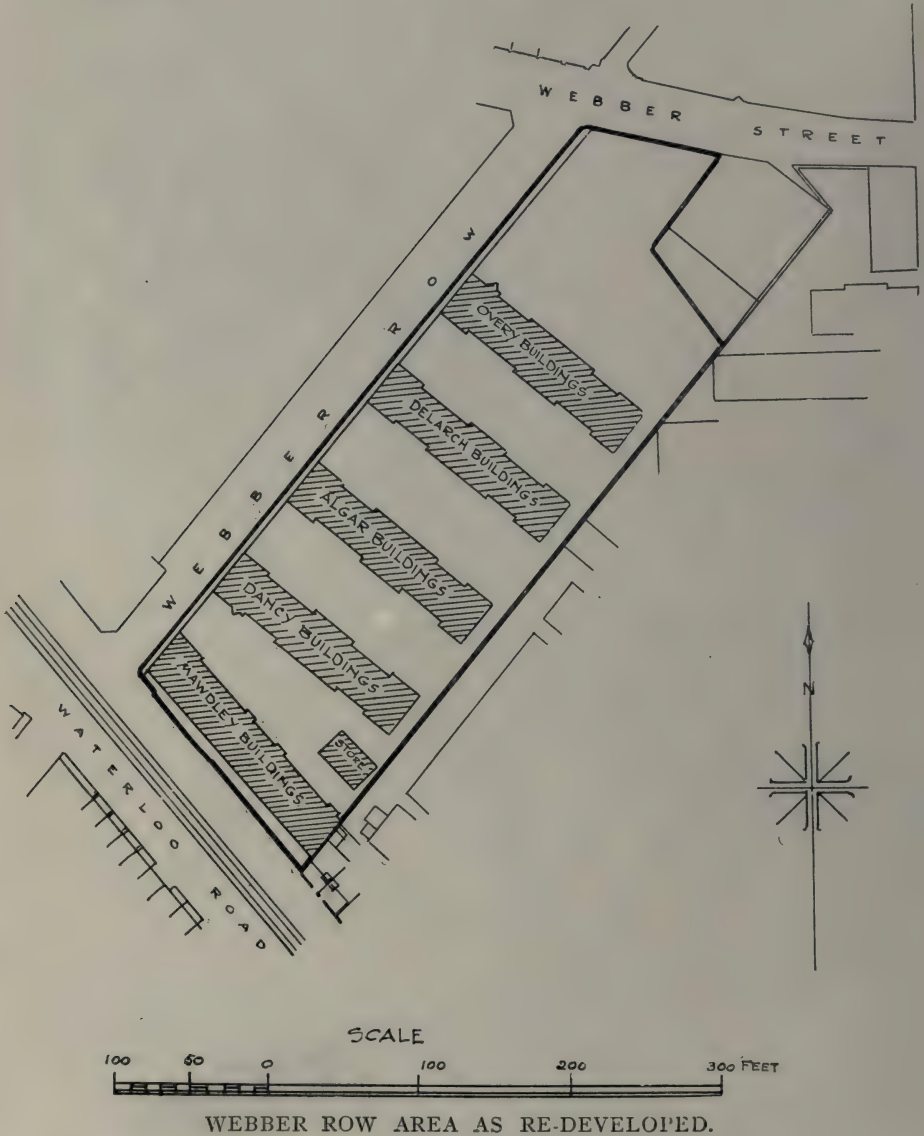 WEBBER STREET
WEBBER ROW
OVERY BUILDINGS
DELARCH BUILDINGS
ALGAR BUILDINGS
DANCY BUILDINGS
MAWDLEY BUILDINGS
STORE
WATERLOO ROAD
N
SCALE
100 50 0 100 200 300 FEET
WEBBER ROW AREA AS RE-DEVELOPED.